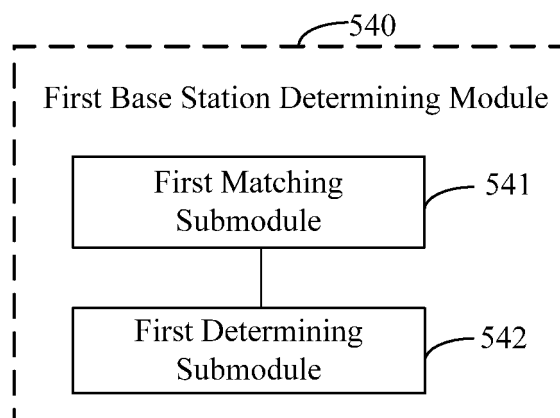 540
First Base Station Determining Module
First Matching
Submodule
541
First Determining
Submodule
542